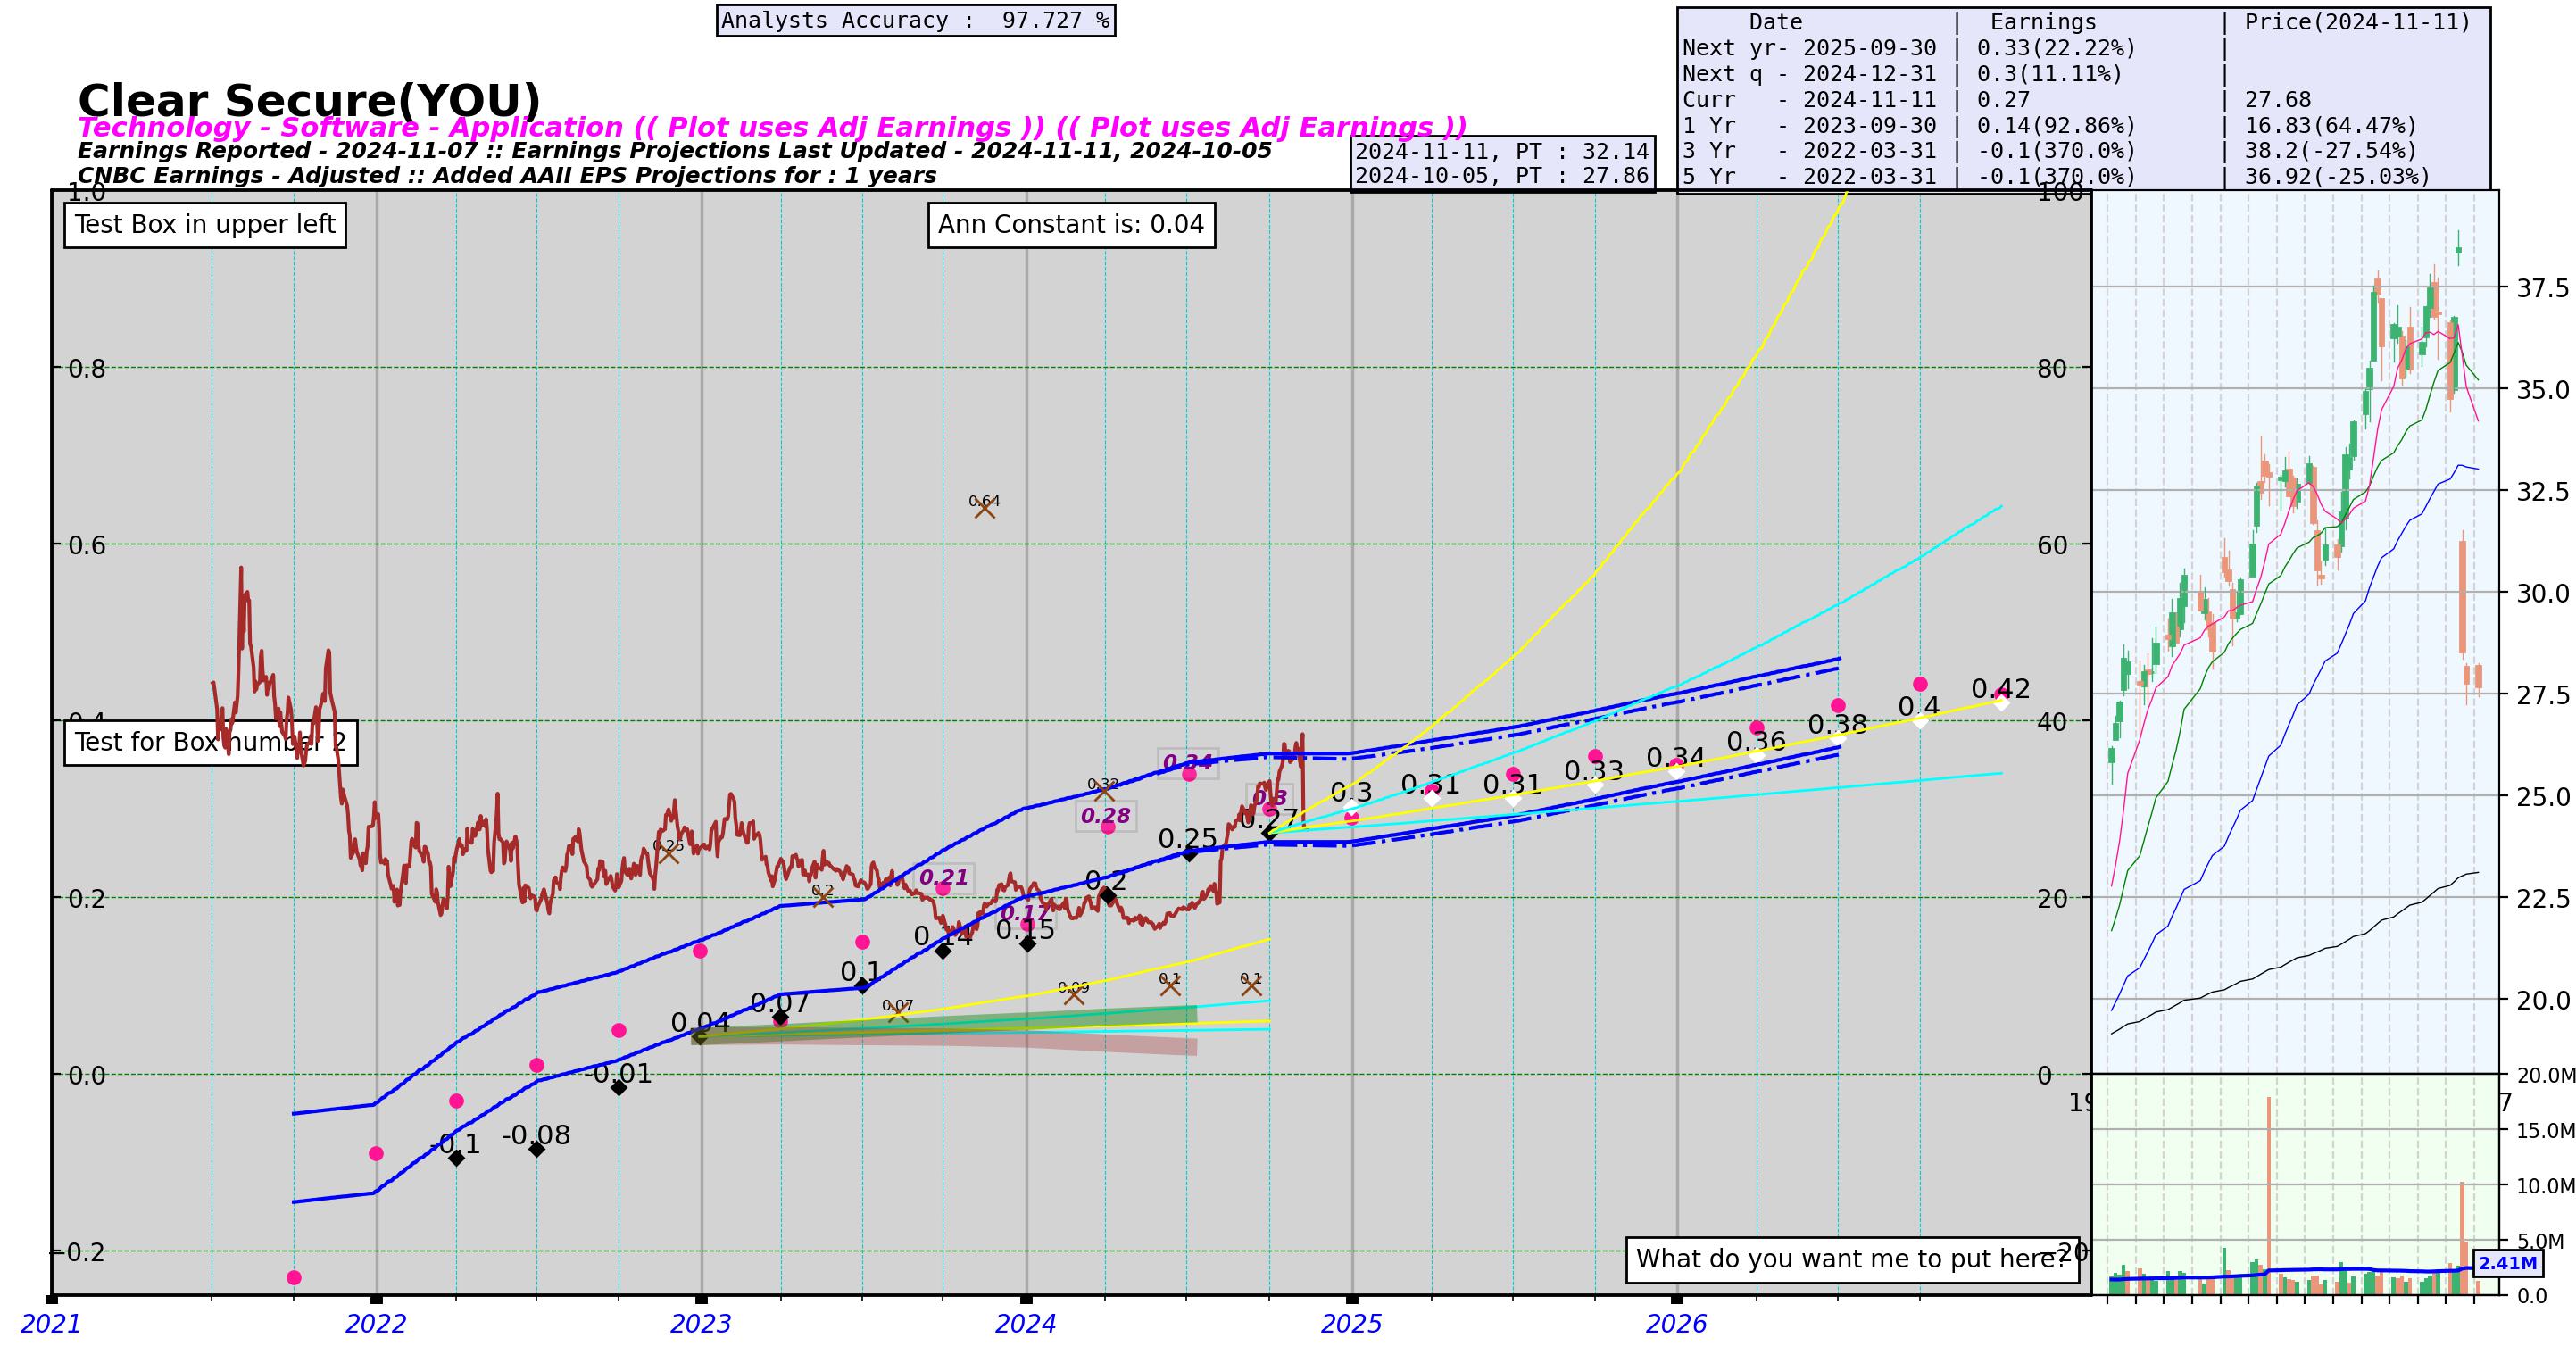 Analysts Accuracy :  97.727 %
Date | Earnings | Price(2024-11-11)
Next yr- 2025-09-30 | 0.33(22.22%) |
Next q - 2024-12-31 | 0.3(11.11%) |
Curr - 2024-11-11 | 0.27 | 27.68
1 Yr - 2023-09-30 | 0.14(92.86%) | 16.83(64.47%)
3 Yr - 2022-03-31 | -0.1(370.0%) | 38.2(-27.54%)
5 Yr - 2022-03-31 | -0.1(370.0%) | 36.92(-25.03%)
Clear Secure(YOU)
Technology - Software - Application (( Plot uses Adj Earnings )) (( Plot uses Adj Earnings ))
Earnings Reported - 2024-11-07 :: Earnings Projections Last Updated - 2024-11-11, 2024-10-05
CNBC Earnings - Adjusted :: Added AAII EPS Projections for : 1 years
2024-11-11, PT : 32.14
2024-10-05, PT : 27.86
Test Box in upper left
Ann Constant is: 0.04
Test for Box number 2
What do you want me to put here?
1.0
0.8
0.6
0.4
0.2
0.0
−0.2
100
80
60
40
20
0
−20
0.64
0.25
0.2
0.32
0.07
0.09
0.1
0.1
0.21
0.17
0.28
0.34
0.3
-0.1
-0.08
-0.01
0.04
0.07
0.1
0.14
0.15
0.2
0.25
0.27
0.3
0.31
0.31
0.33
0.34
0.36
0.38
0.4
0.42
37.5
35.0
32.5
30.0
27.5
25.0
22.5
20.0
20.0M
15.0M
10.0M
5.0M
2.41M
0.0
2021
2022
2023
2024
2025
2026